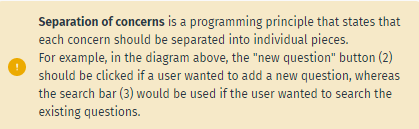 Separation of concerns is a programming principle that states that
each concern should be separated into individual pieces.
For example, in the diagram above, the "new question" button (2)
should be clicked if a user wanted to add a new question, whereas
the search bar (3) would be used if the user wanted to search the
existing questions.